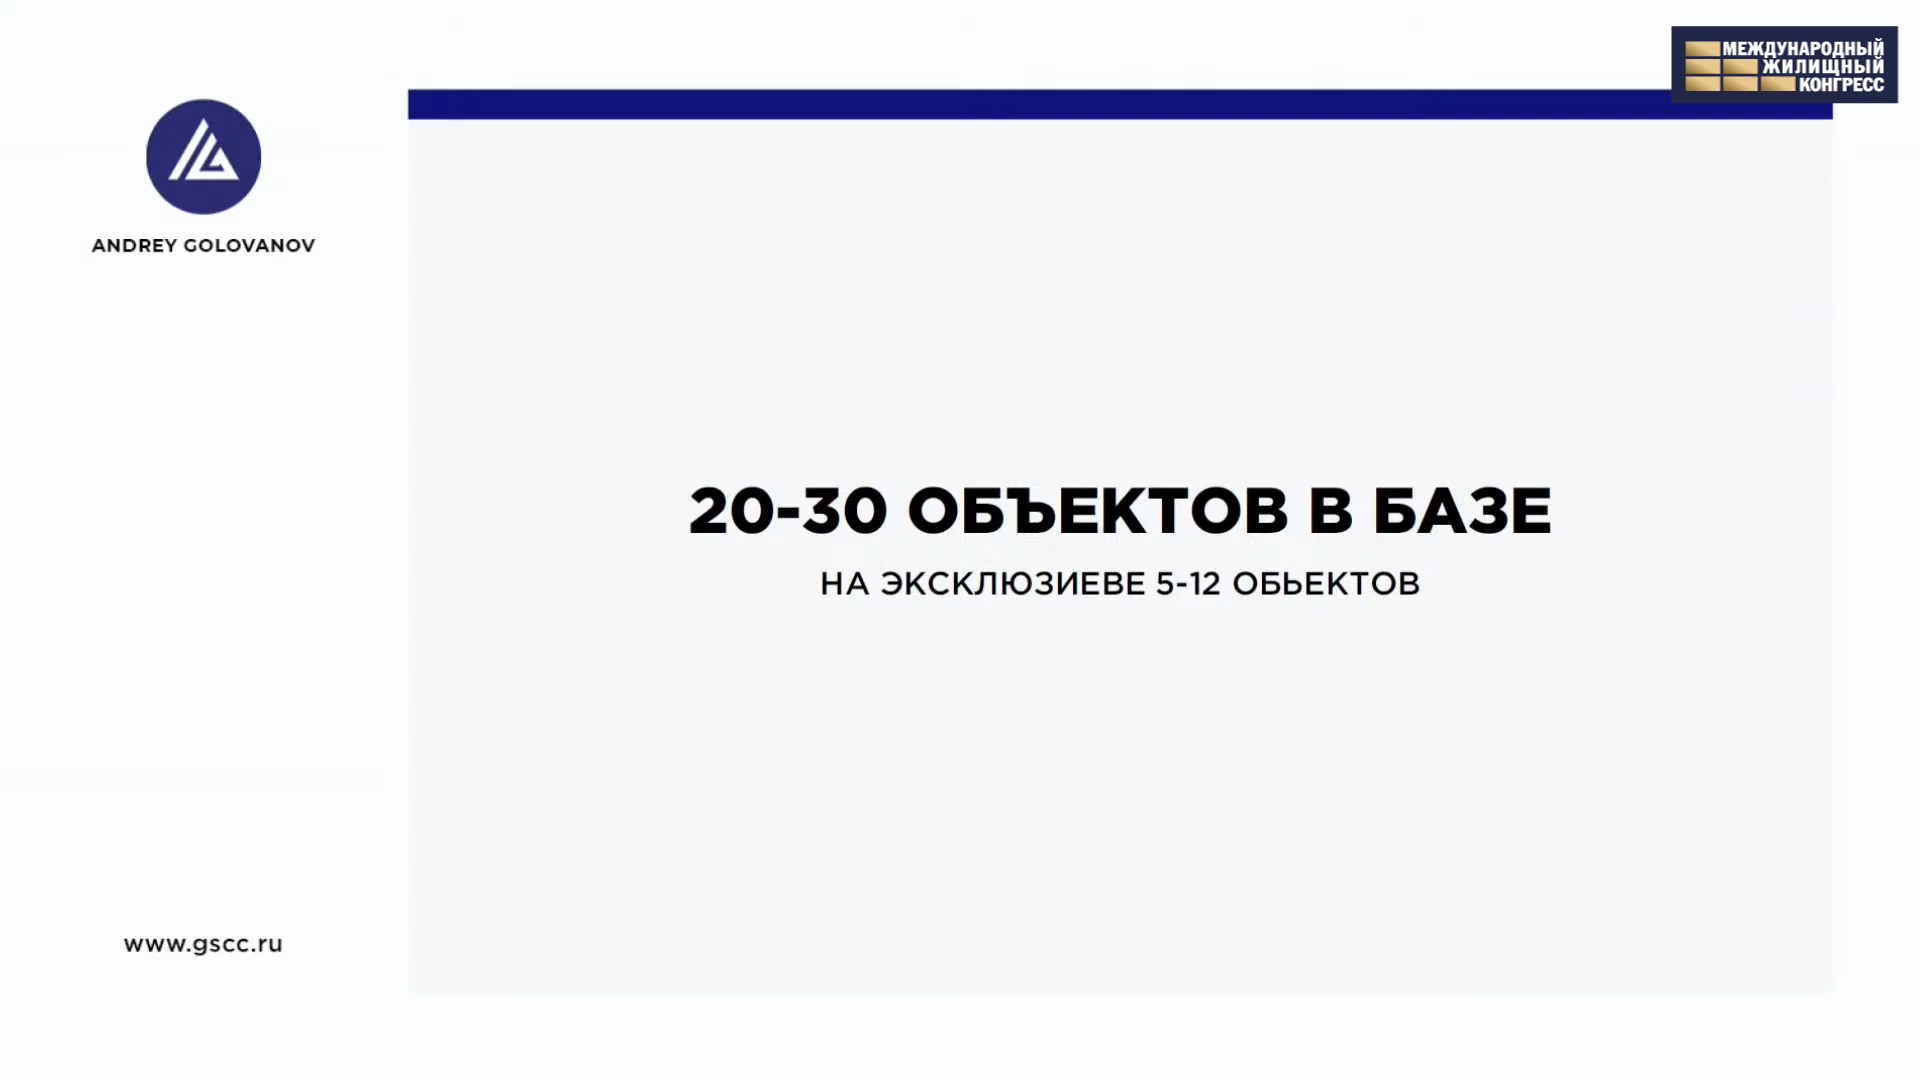 МЕЖДУНАРОДНЫЙ
ЖИЛИЩНЫЙ
КОНГРЕСС
ANDREY GOLOVANOV
20-30 ОБЪЕКТОВ В БАЗЕ
НА ЭКСКЛЮЗИЕВЕ 5-12 ОБЬЕКТОВ
www.gscc.ru